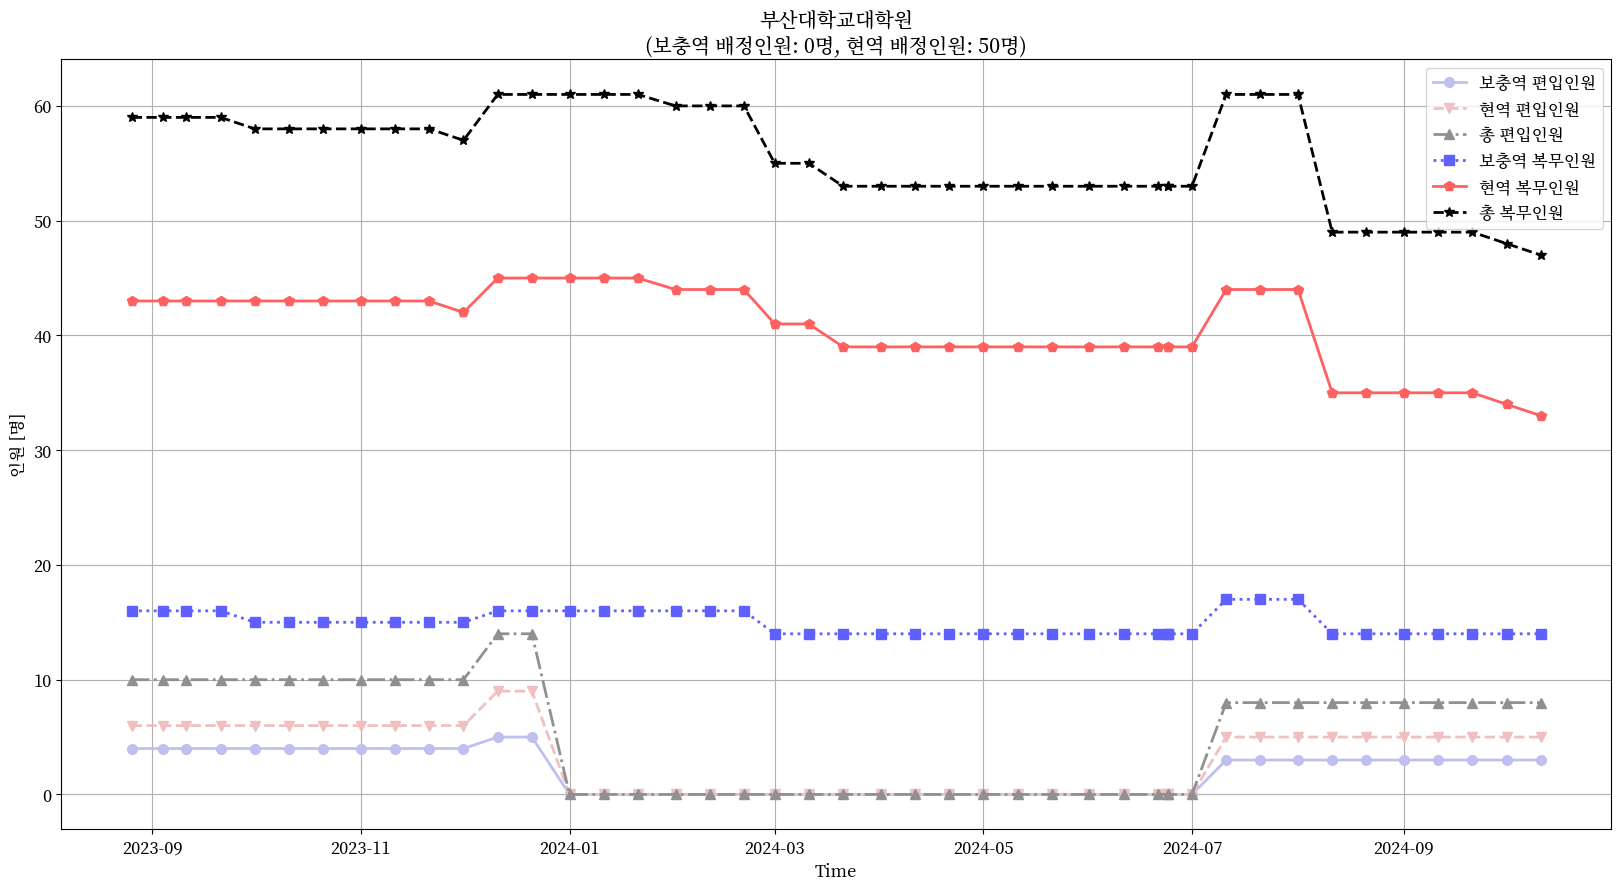 부산대학교대학원
(보충역 배정인원: 0명, 현역 배정인원: 50명)
보충역 편입인원
현역 편입인원
총 편입인원
보충역 복무인원
현역 복무인원
총 복무인원
인원 [명]
60
50
40
30
20
10
0
2023-09
2023-11
2024-01
2024-03
2024-05
2024-07
2024-09
Time